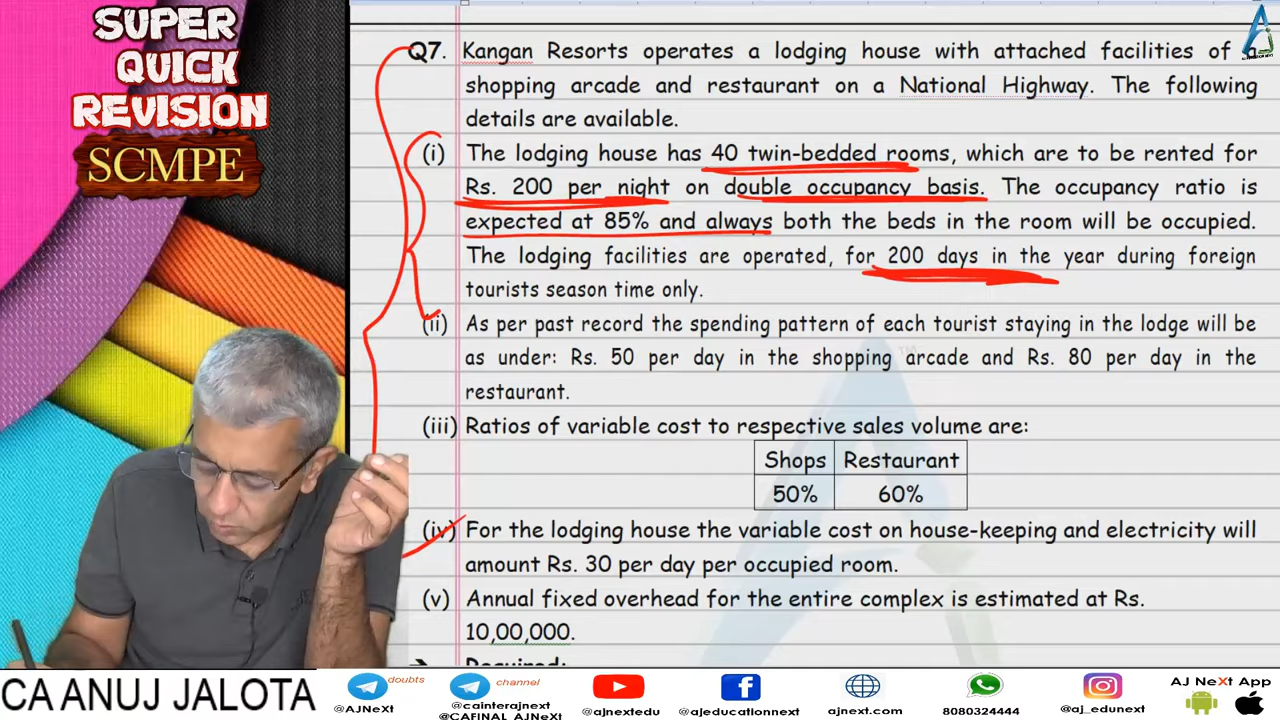 SUPER
QUICK
REVISION
SCMPE
Q7. Kangan Resorts operates a lodging house with attached facilities of a
shopping arcade and restaurant on a National Highway. The following
details are available.
(i) The lodging house has 40 twin-bedded rooms, which are to be rented for
Rs. 200 per night on double occupancy basis. The occupancy ratio is
expected at 85% and always both the beds in the room will be occupied.
The lodging facilities are operated, for 200 days in the year during foreign
tourists season time only.
(ii) As per past record the spending pattern of each tourist staying in the lodge will be
as under: Rs. 50 per day in the shopping arcade and Rs. 80 per day in the
restaurant.
(iii) Ratios of variable cost to respective sales volume are:
Shops Restaurant
50% 60%
(iv) For the lodging house the variable cost on house-keeping and electricity will
amount Rs. 30 per day per occupied room.
(v) Annual fixed overhead for the entire complex is estimated at Rs.
10,00,000.
Required:
TM
CA ANUJ JALOTA
doubts
@AJNeXt
channel
@cainterajnext
@CAFINAL_AJNeXt
@ajnextedu
@ajeducationnext
ajnext.com
8080324444
@aj_edunext
AJ NeXt App